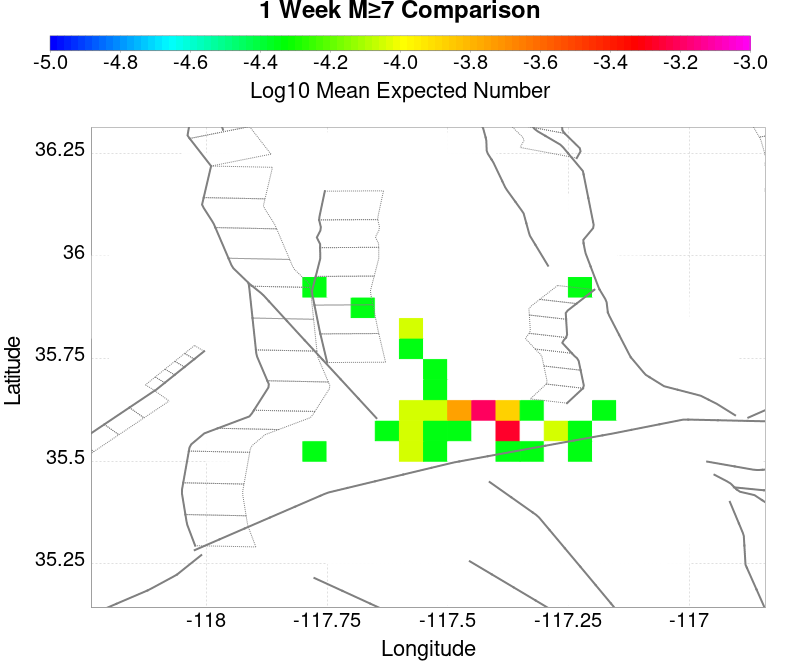 1 Week M≥7 Comparison
-5.0 -4.8 -4.6 -4.4 -4.2 -4.0 -3.8 -3.6 -3.4 -3.2 -3.0
Log10 Mean Expected Number
36.25
36
35.75
35.5
35.25
Latitude
-118 -117.75 -117.5 -117.25 -117
Longitude